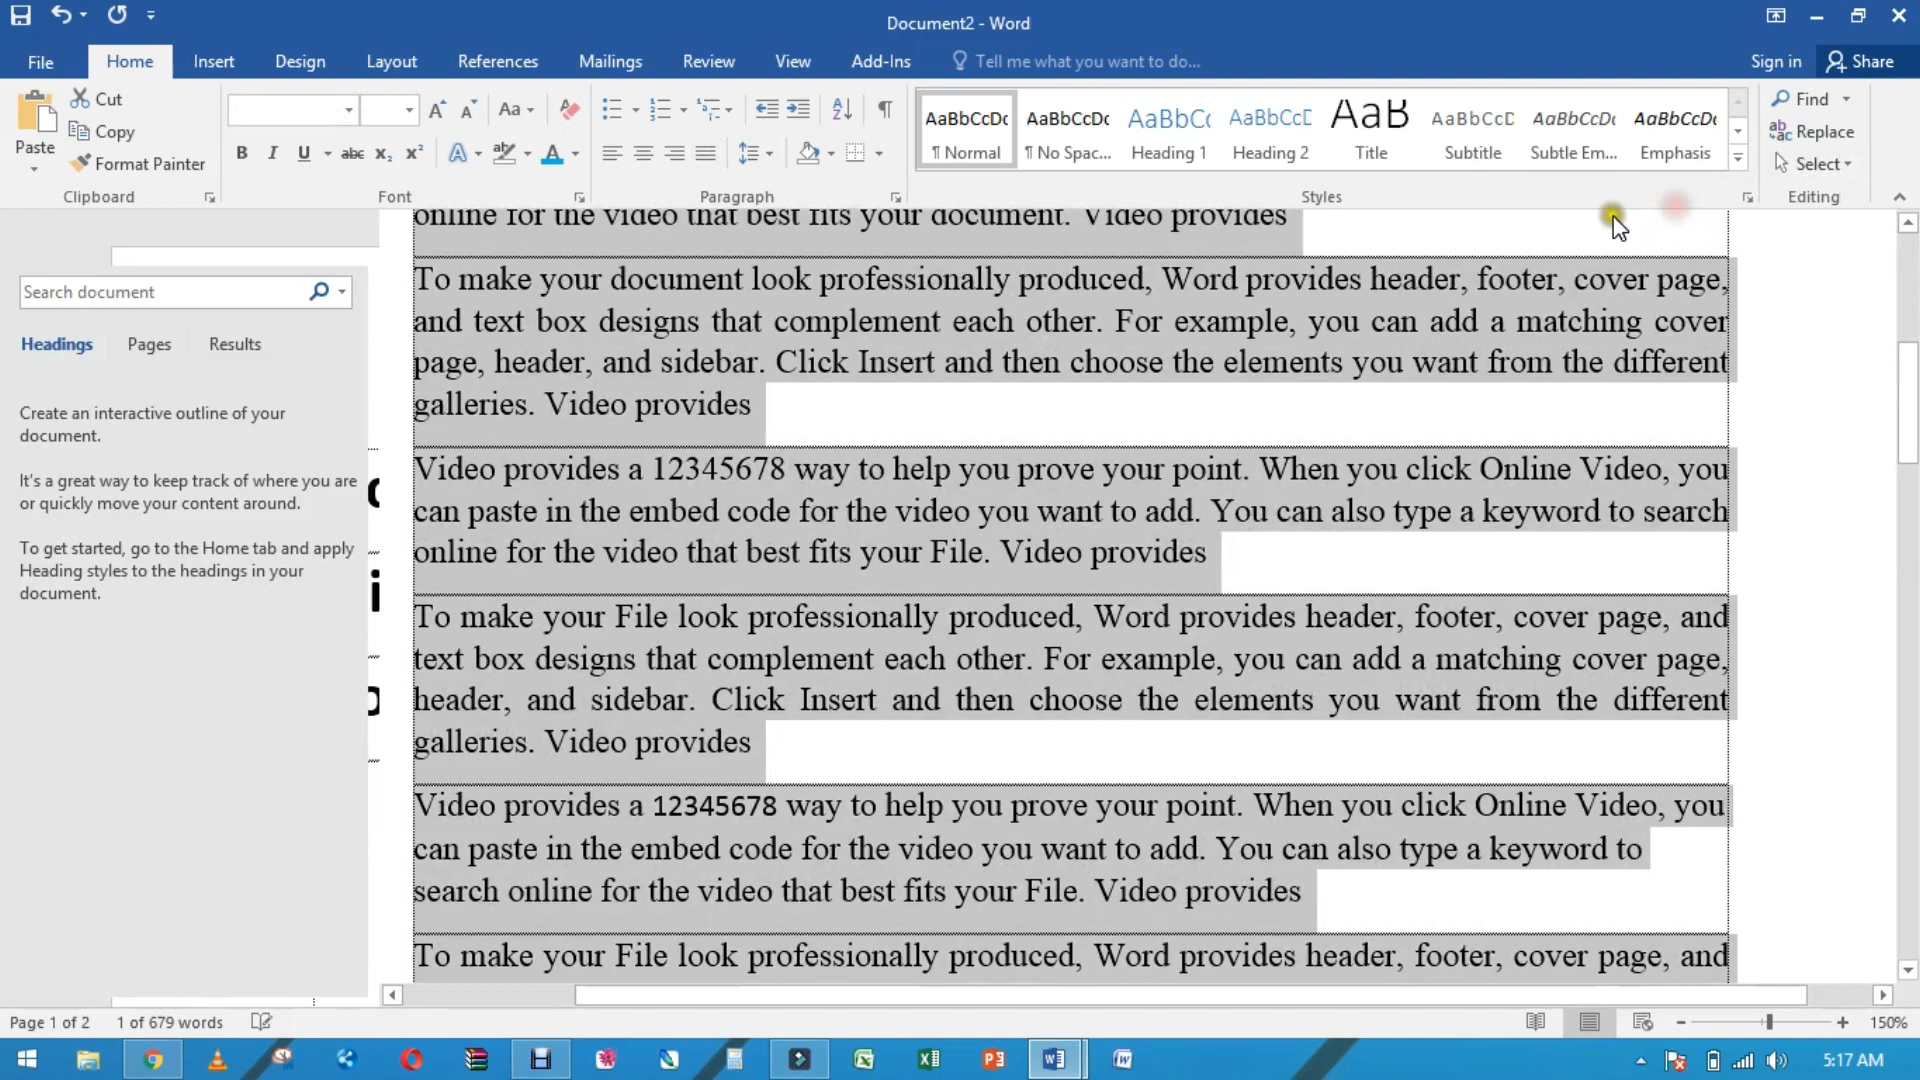 Document2 - Word
File Home Insert Design Layout References Mailings Review View Add-Ins Tell me what you want to do... Sign in Share
Paste
Cut
Copy
Format Painter
Clipboard
Aa
B I U abc X₂ X² A ab A
Font
Paragraph
AaBbCcDc AaBbCcDc AaBbCc AaBbCcD AaB AaBbCcD AaBbCcDc AaBbCcDc
¶ Normal ¶ No Spac... Heading 1 Heading 2 Title Subtitle Subtle Em... Emphasis
Styles
Find
Replace
Select
Editing
Search document
Headings Pages Results
Create an interactive outline of your
document.
It's a great way to keep track of where you are
or quickly move your content around.
To get started, go to the Home tab and apply
Heading styles to the headings in your
document.
online for the video that best fits your document. Video provides
To make your document look professionally produced, Word provides header, footer, cover page,
and text box designs that complement each other. For example, you can add a matching cover
page, header, and sidebar. Click Insert and then choose the elements you want from the different
galleries. Video provides
Video provides a 12345678 way to help you prove your point. When you click Online Video, you
can paste in the embed code for the video you want to add. You can also type a keyword to search
online for the video that best fits your File. Video provides
To make your File look professionally produced, Word provides header, footer, cover page, and
text box designs that complement each other. For example, you can add a matching cover page,
header, and sidebar. Click Insert and then choose the elements you want from the different
galleries. Video provides
Video provides a 12345678 way to help you prove your point. When you click Online Video, you
can paste in the embed code for the video you want to add. You can also type a keyword to
search online for the video that best fits your File. Video provides
To make your File look professionally produced, Word provides header, footer, cover page, and
Page 1 of 2 1 of 679 words 150%
5:17 AM